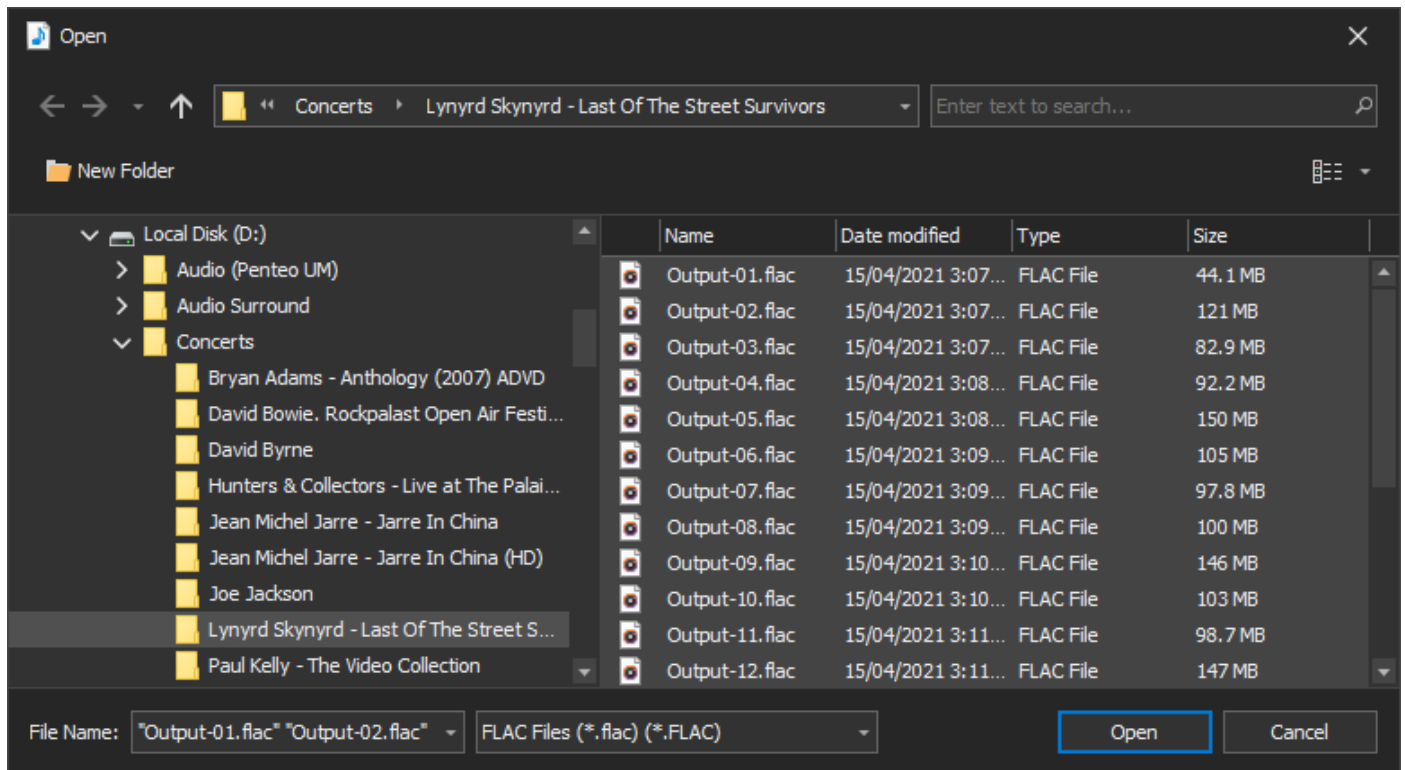 Open
Concerts Lynyrd Skynyrd - Last Of The Street Survivors Enter text to search...
New Folder
Local Disk (D:)
Audio (Penteo UM)
Audio Surround
Concerts
Bryan Adams - Anthology (2007) ADVD
David Bowie. Rockpalast Open Air Festi...
David Byrne
Hunters & Collectors - Live at The Palai...
Jean Michel Jarre - Jarre In China
Jean Michel Jarre - Jarre In China (HD)
Joe Jackson
Lynyrd Skynyrd - Last Of The Street S...
Paul Kelly - The Video Collection
Name Date modified Type Size
Output-01.flac 15/04/2021 3:07... FLAC File 44.1 MB
Output-02.flac 15/04/2021 3:07... FLAC File 121 MB
Output-03.flac 15/04/2021 3:07... FLAC File 82.9 MB
Output-04.flac 15/04/2021 3:08... FLAC File 92.2 MB
Output-05.flac 15/04/2021 3:08... FLAC File 150 MB
Output-06.flac 15/04/2021 3:09... FLAC File 105 MB
Output-07.flac 15/04/2021 3:09... FLAC File 97.8 MB
Output-08.flac 15/04/2021 3:09... FLAC File 100 MB
Output-09.flac 15/04/2021 3:10... FLAC File 146 MB
Output-10.flac 15/04/2021 3:10... FLAC File 103 MB
Output-11.flac 15/04/2021 3:11... FLAC File 98.7 MB
Output-12.flac 15/04/2021 3:11... FLAC File 147 MB
File Name: "Output-01.flac" "Output-02.flac" FLAC Files (*.flac) (*.FLAC) Open Cancel